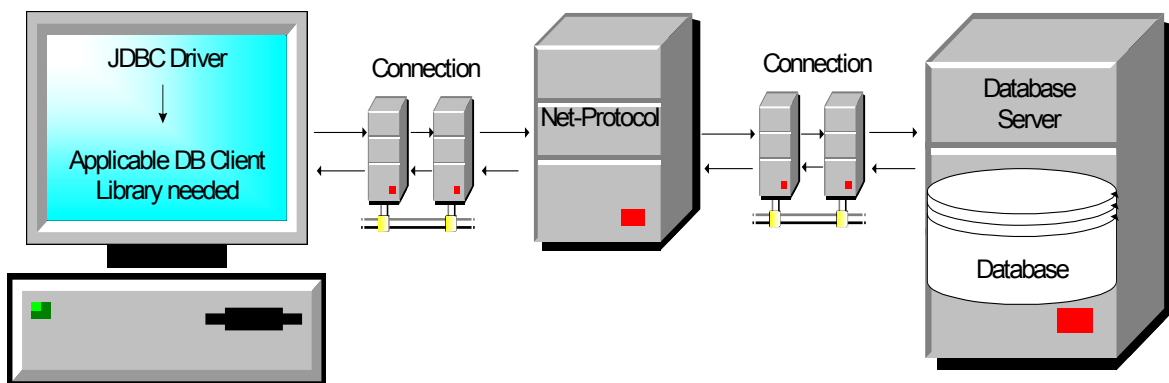 JDBC Driver
Applicable DB Client
Library needed
Connection
Net-Protocol
Connection
Database
Server
Database